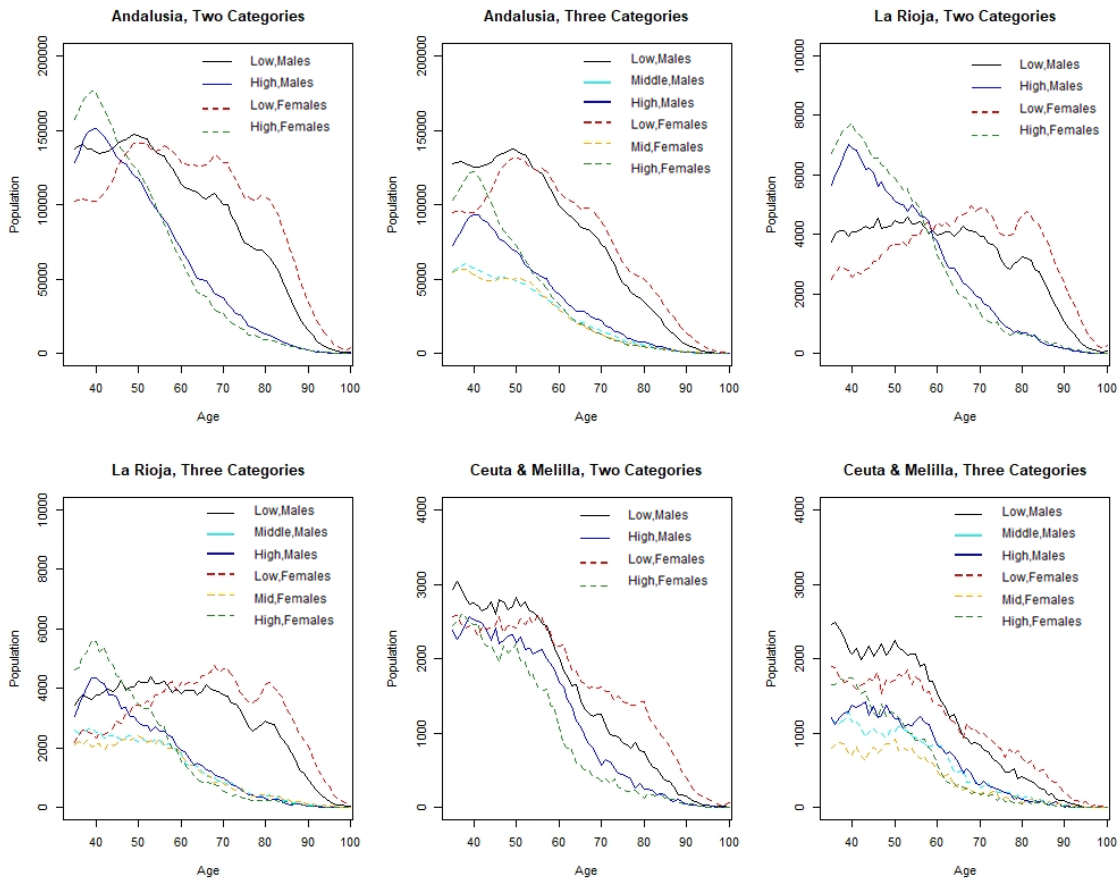 Andalusia, Two Categories
Population
200000
150000
100000
50000
0
Low,Males
High,Males
Low,Females
High,Females
40 50 60 70 80 90 100
Age
Andalusia, Three Categories
Population
200000
150000
100000
50000
0
Low,Males
Middle,Males
High,Males
Low,Females
Mid,Females
High,Females
40 50 60 70 80 90 100
Age
La Rioja, Two Categories
Population
10000
8000
6000
4000
2000
0
Low,Males
High,Males
Low,Females
High,Females
40 50 60 70 80 90 100
Age
La Rioja, Three Categories
Population
10000
8000
6000
4000
2000
0
Low,Males
Middle,Males
High,Males
Low,Females
Mid,Females
High,Females
40 50 60 70 80 90 100
Age
Ceuta & Melilla, Two Categories
Population
4000
3000
2000
1000
0
Low,Males
High,Males
Low,Females
High,Females
40 50 60 70 80 90 100
Age
Ceuta & Melilla, Three Categories
Population
4000
3000
2000
1000
0
Low,Males
Middle,Males
High,Males
Low,Females
Mid,Females
High,Females
40 50 60 70 80 90 100
Age